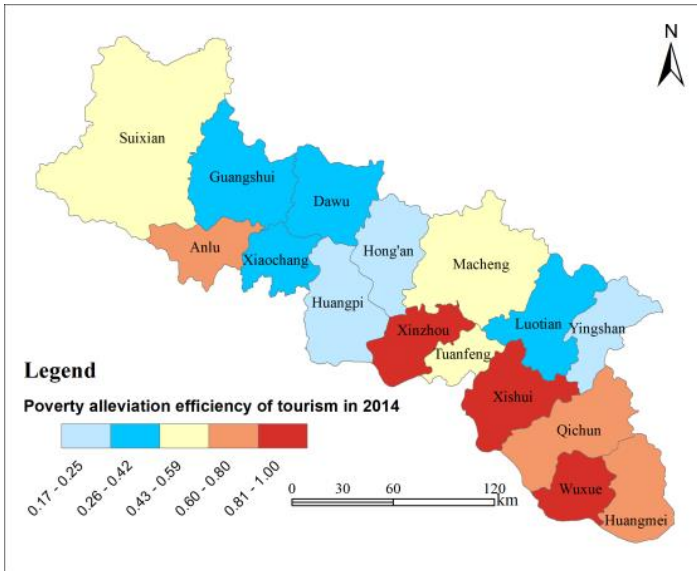 N
Suixian
Guangshui
Dawu
Hong'an
Anlu
Xiaochang
Macheng
Huangpi
Xinzhou
Luotian
Yingshan
Tuanfeng
Legend
Xishui
Poverty alleviation efficiency of tourism in 2014
Qichun
0.17 - 0.25
0.26 - 0.42
0.43 - 0.59
0.60 - 0.80
0.81 - 1.00
0 30 60 120
km
Wuxue
Huangmei